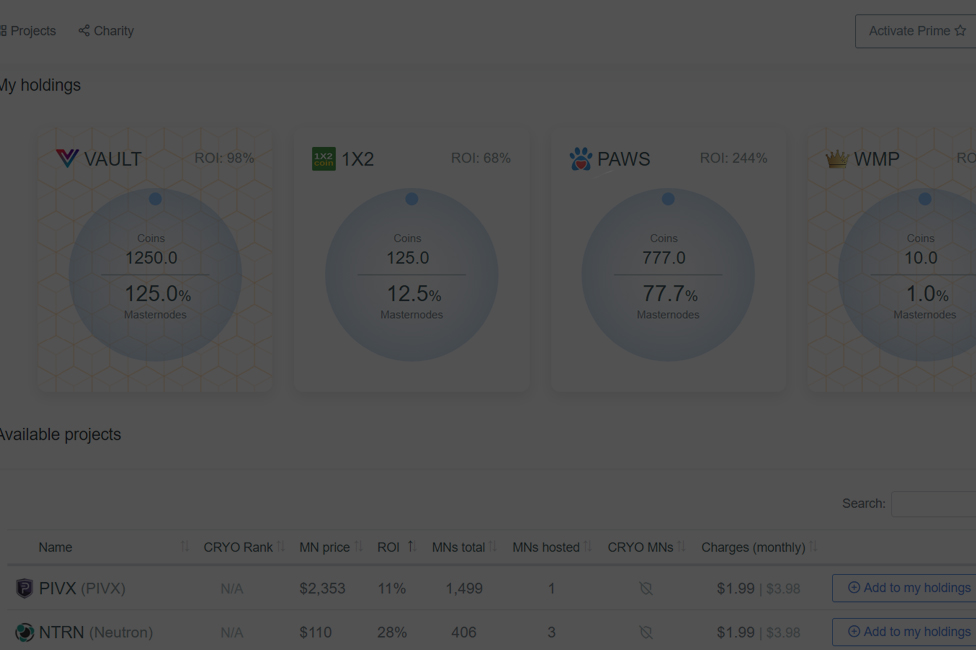 Projects Charity Activate Prime
My holdings
VAULT ROI: 98% 1X2 COIN 1X2 ROI: 68% PAWS ROI: 244% WMP RO
Coins Coins Coins Coins
1250.0 125.0 777.0 10.0
125.0% 12.5% 77.7% 1.0%
Masternodes Masternodes Masternodes Masternodes
Available projects
Search:
Name CRYO Rank MN price ROI MNs total MNs hosted CRYO MNs Charges (monthly)
PIVX (PIVX) N/A $2,353 11% 1,499 1 $1.99 | $3.98 Add to my holdings
NTRN (Neutron) N/A $110 28% 406 3 $1.99 | $3.98 Add to my holdings